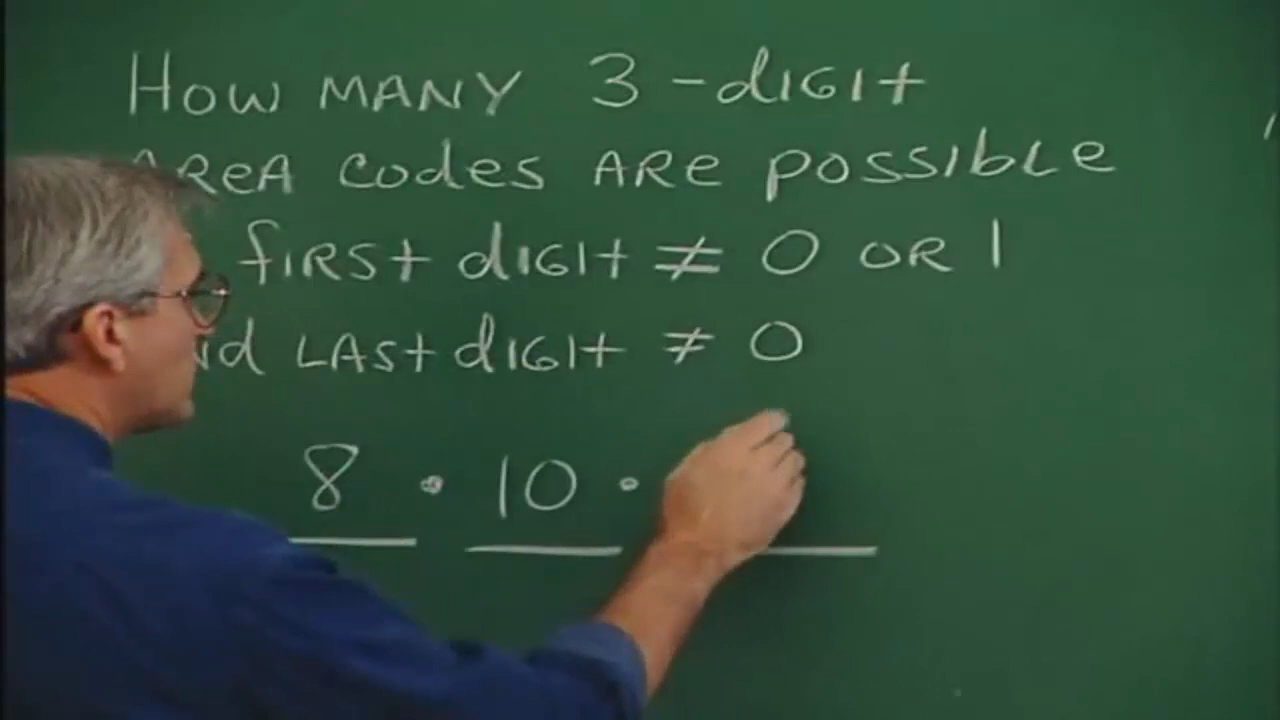 How MANY 3-digit
AREA codes ARE possible
first digit ≠ 0 OR 1
LAST digit ≠ 0
8 · 10 ·